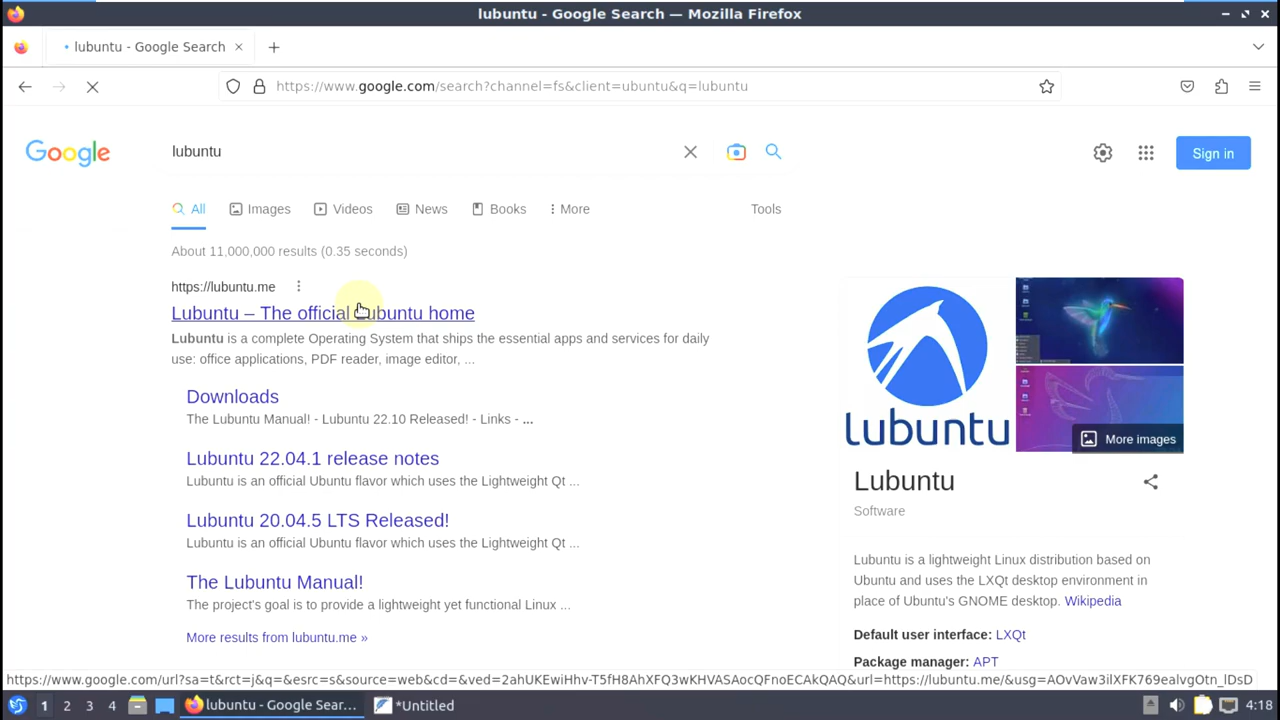 lubuntu - Google Search — Mozilla Firefox
lubuntu - Google Search
https://www.google.com/search?channel=fs&client=ubuntu&q=lubuntu
Google
lubuntu
Sign in
All
Images
Videos
News
Books
More
Tools
About 11,000,000 results (0.35 seconds)
https://lubuntu.me
Lubuntu – The official Lubuntu home
Lubuntu is a complete Operating System that ships the essential apps and services for daily
use: office applications, PDF reader, image editor, ...
Downloads
The Lubuntu Manual! - Lubuntu 22.10 Released! - Links - ...
Lubuntu 22.04.1 release notes
Lubuntu is an official Ubuntu flavor which uses the Lightweight Qt ...
Lubuntu 20.04.5 LTS Released!
Lubuntu is an official Ubuntu flavor which uses the Lightweight Qt ...
The Lubuntu Manual!
The project's goal is to provide a lightweight yet functional Linux ...
More results from lubuntu.me »
lubuntu
More images
Lubuntu
Software
Lubuntu is a lightweight Linux distribution based on
Ubuntu and uses the LXQt desktop environment in
place of Ubuntu's GNOME desktop. Wikipedia
Default user interface: LXQt
Package manager: APT
https://www.google.com/url?sa=t&rct=j&q=&esrc=s&source=web&cd=&ved=2ahUKEwiHhv-T5fH8AhXFQ3wKHVASAocQFnoECAkQAQ&url=https://lubuntu.me/&usg=AOvVaw3ilXFK769ealvgOtn_lDsD
1
2
3
4
lubuntu - Google Sear...
*Untitled
4:18